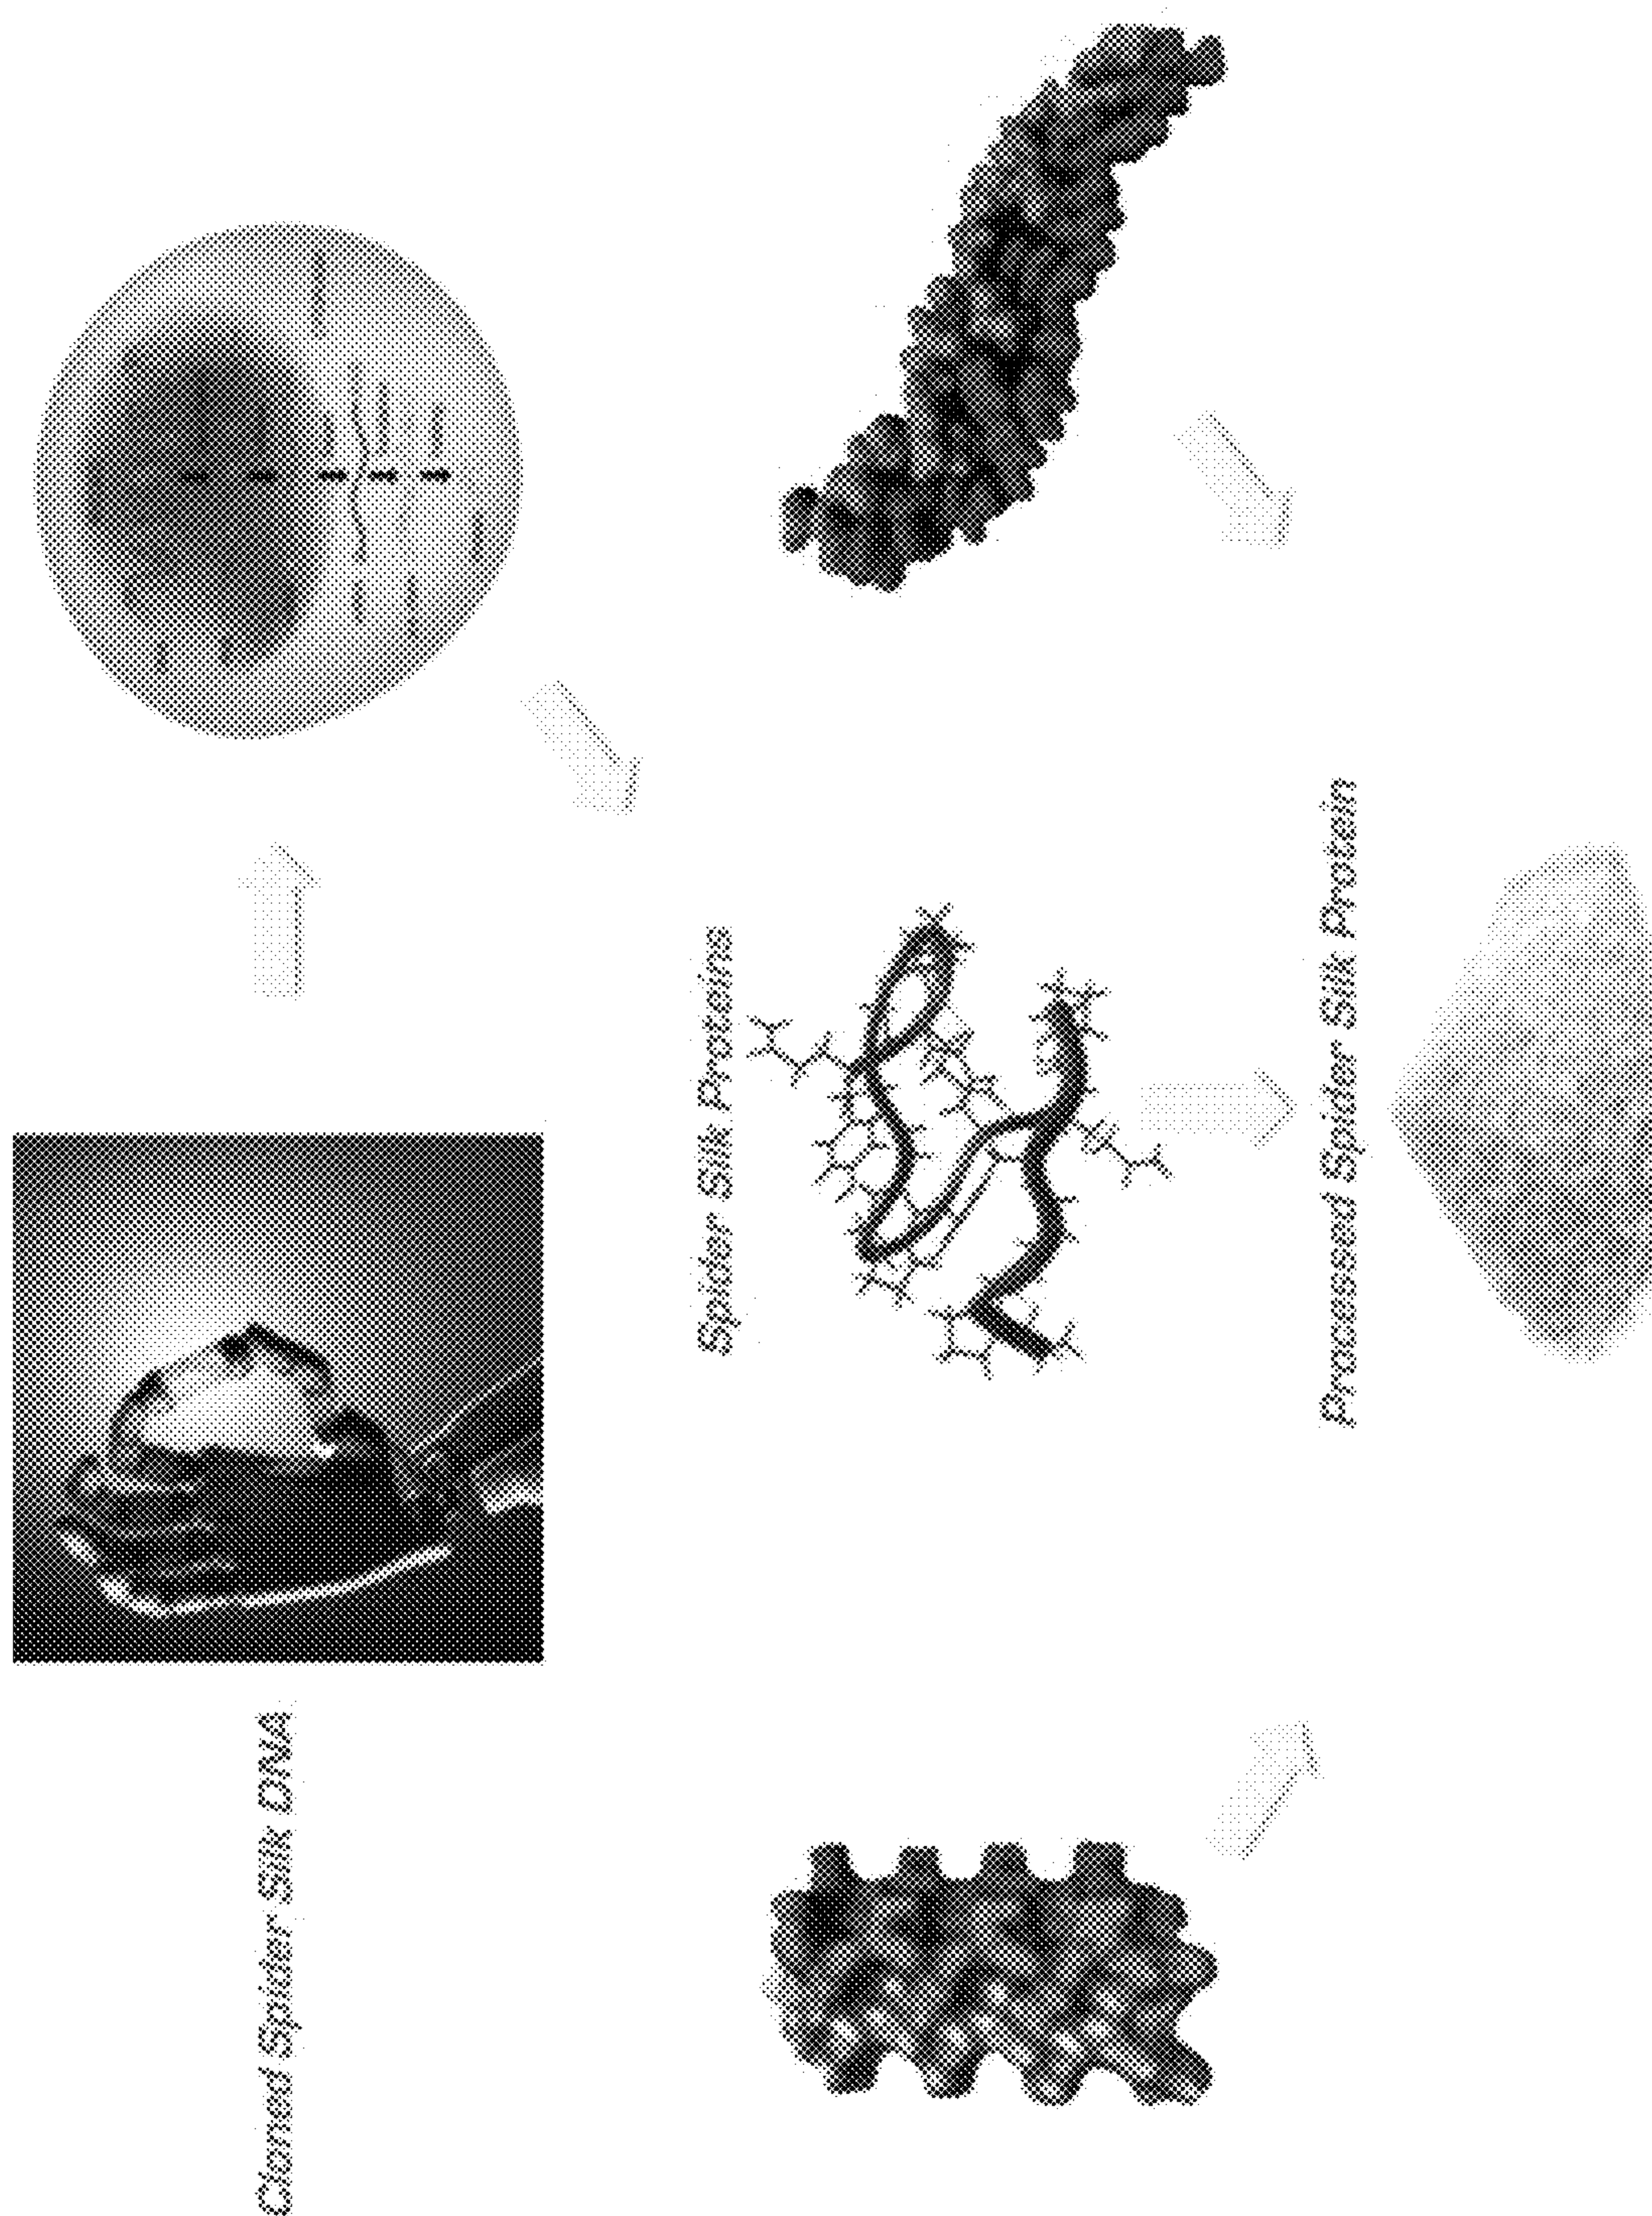 Cloned Spider Silk DNA
Spider Silk Proteins
Processed Spider Silk Protein